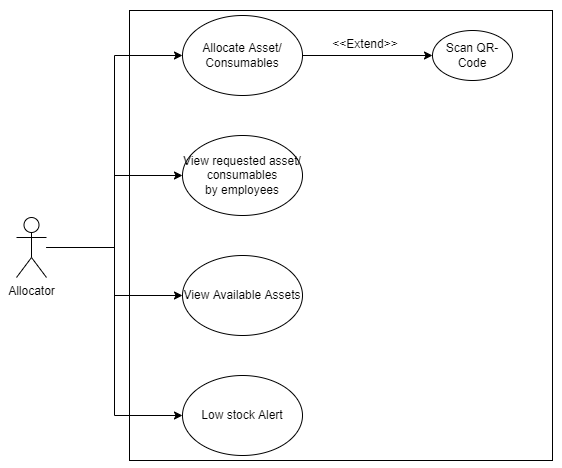 Allocate Asset/
Consumables
<<Extend>>
Scan QR-
Code
View requested asset/
consumables
by employees
Allocator
View Available Assets
Low stock Alert